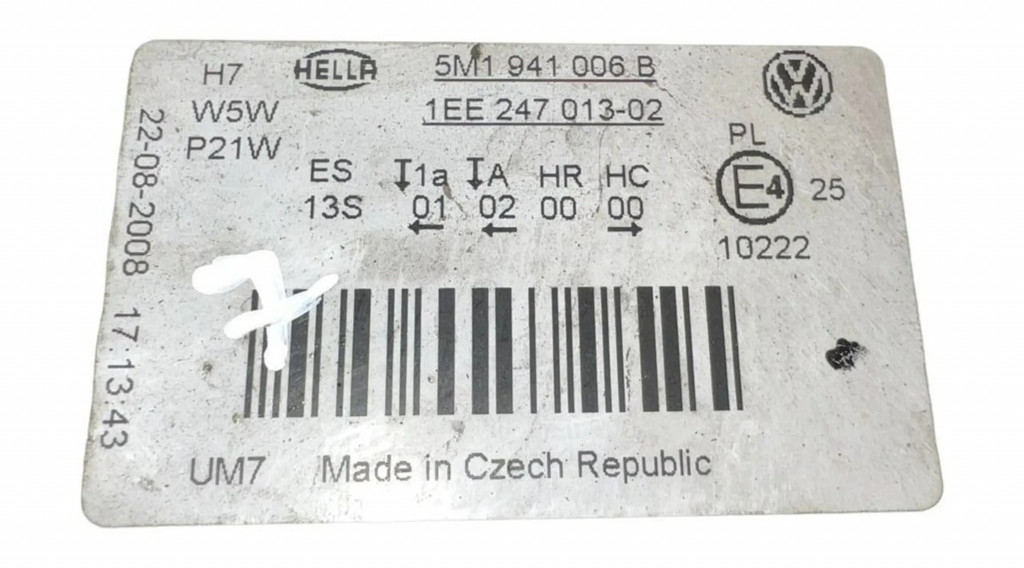 H7
HELLA
5M1 941 006 B
W5W
1EE 247 013-02
P21W
PL
ES 1a A HR HC
E4 25
13S 01 02 00 00
← ← →
10222
22-08-2008 17:13:43
7
UM7 Made in Czech Republic